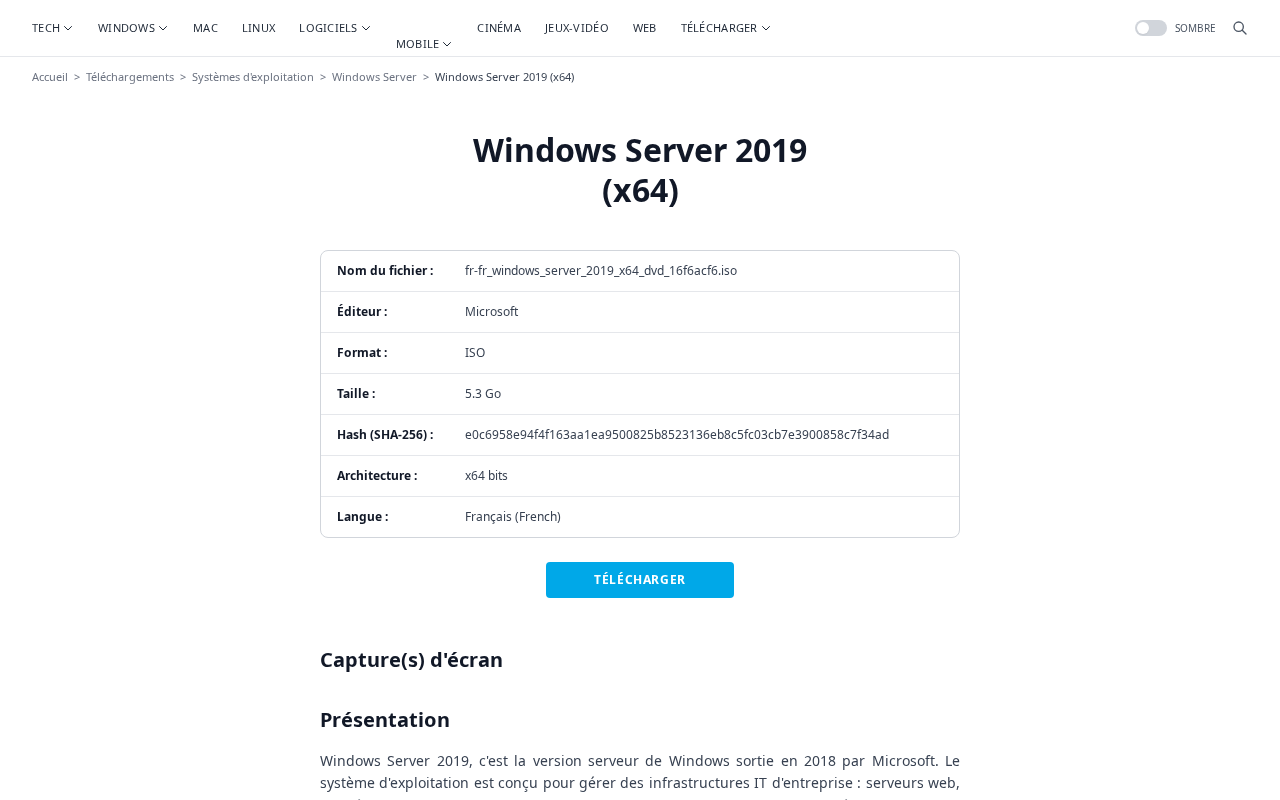 TECH WINDOWS MAC LINUX LOGICIELS MOBILE CINÉMA JEUX-VIDÉO WEB TÉLÉCHARGER SOMBRE
Accueil > Téléchargements > Systèmes d'exploitation > Windows Server > Windows Server 2019 (x64)
Windows Server 2019
(x64)
Nom du fichier : fr-fr_windows_server_2019_x64_dvd_16f6acf6.iso
Éditeur : Microsoft
Format : ISO
Taille : 5.3 Go
Hash (SHA-256) : e0c6958e94f4f163aa1ea9500825b8523136eb8c5fc03cb7e3900858c7f34ad
Architecture : x64 bits
Langue : Français (French)
TÉLÉCHARGER
Capture(s) d'écran
Présentation
Windows Server 2019, c'est la version serveur de Windows sortie en 2018 par Microsoft. Le
système d'exploitation est conçu pour gérer des infrastructures IT d'entreprise : serveurs web,